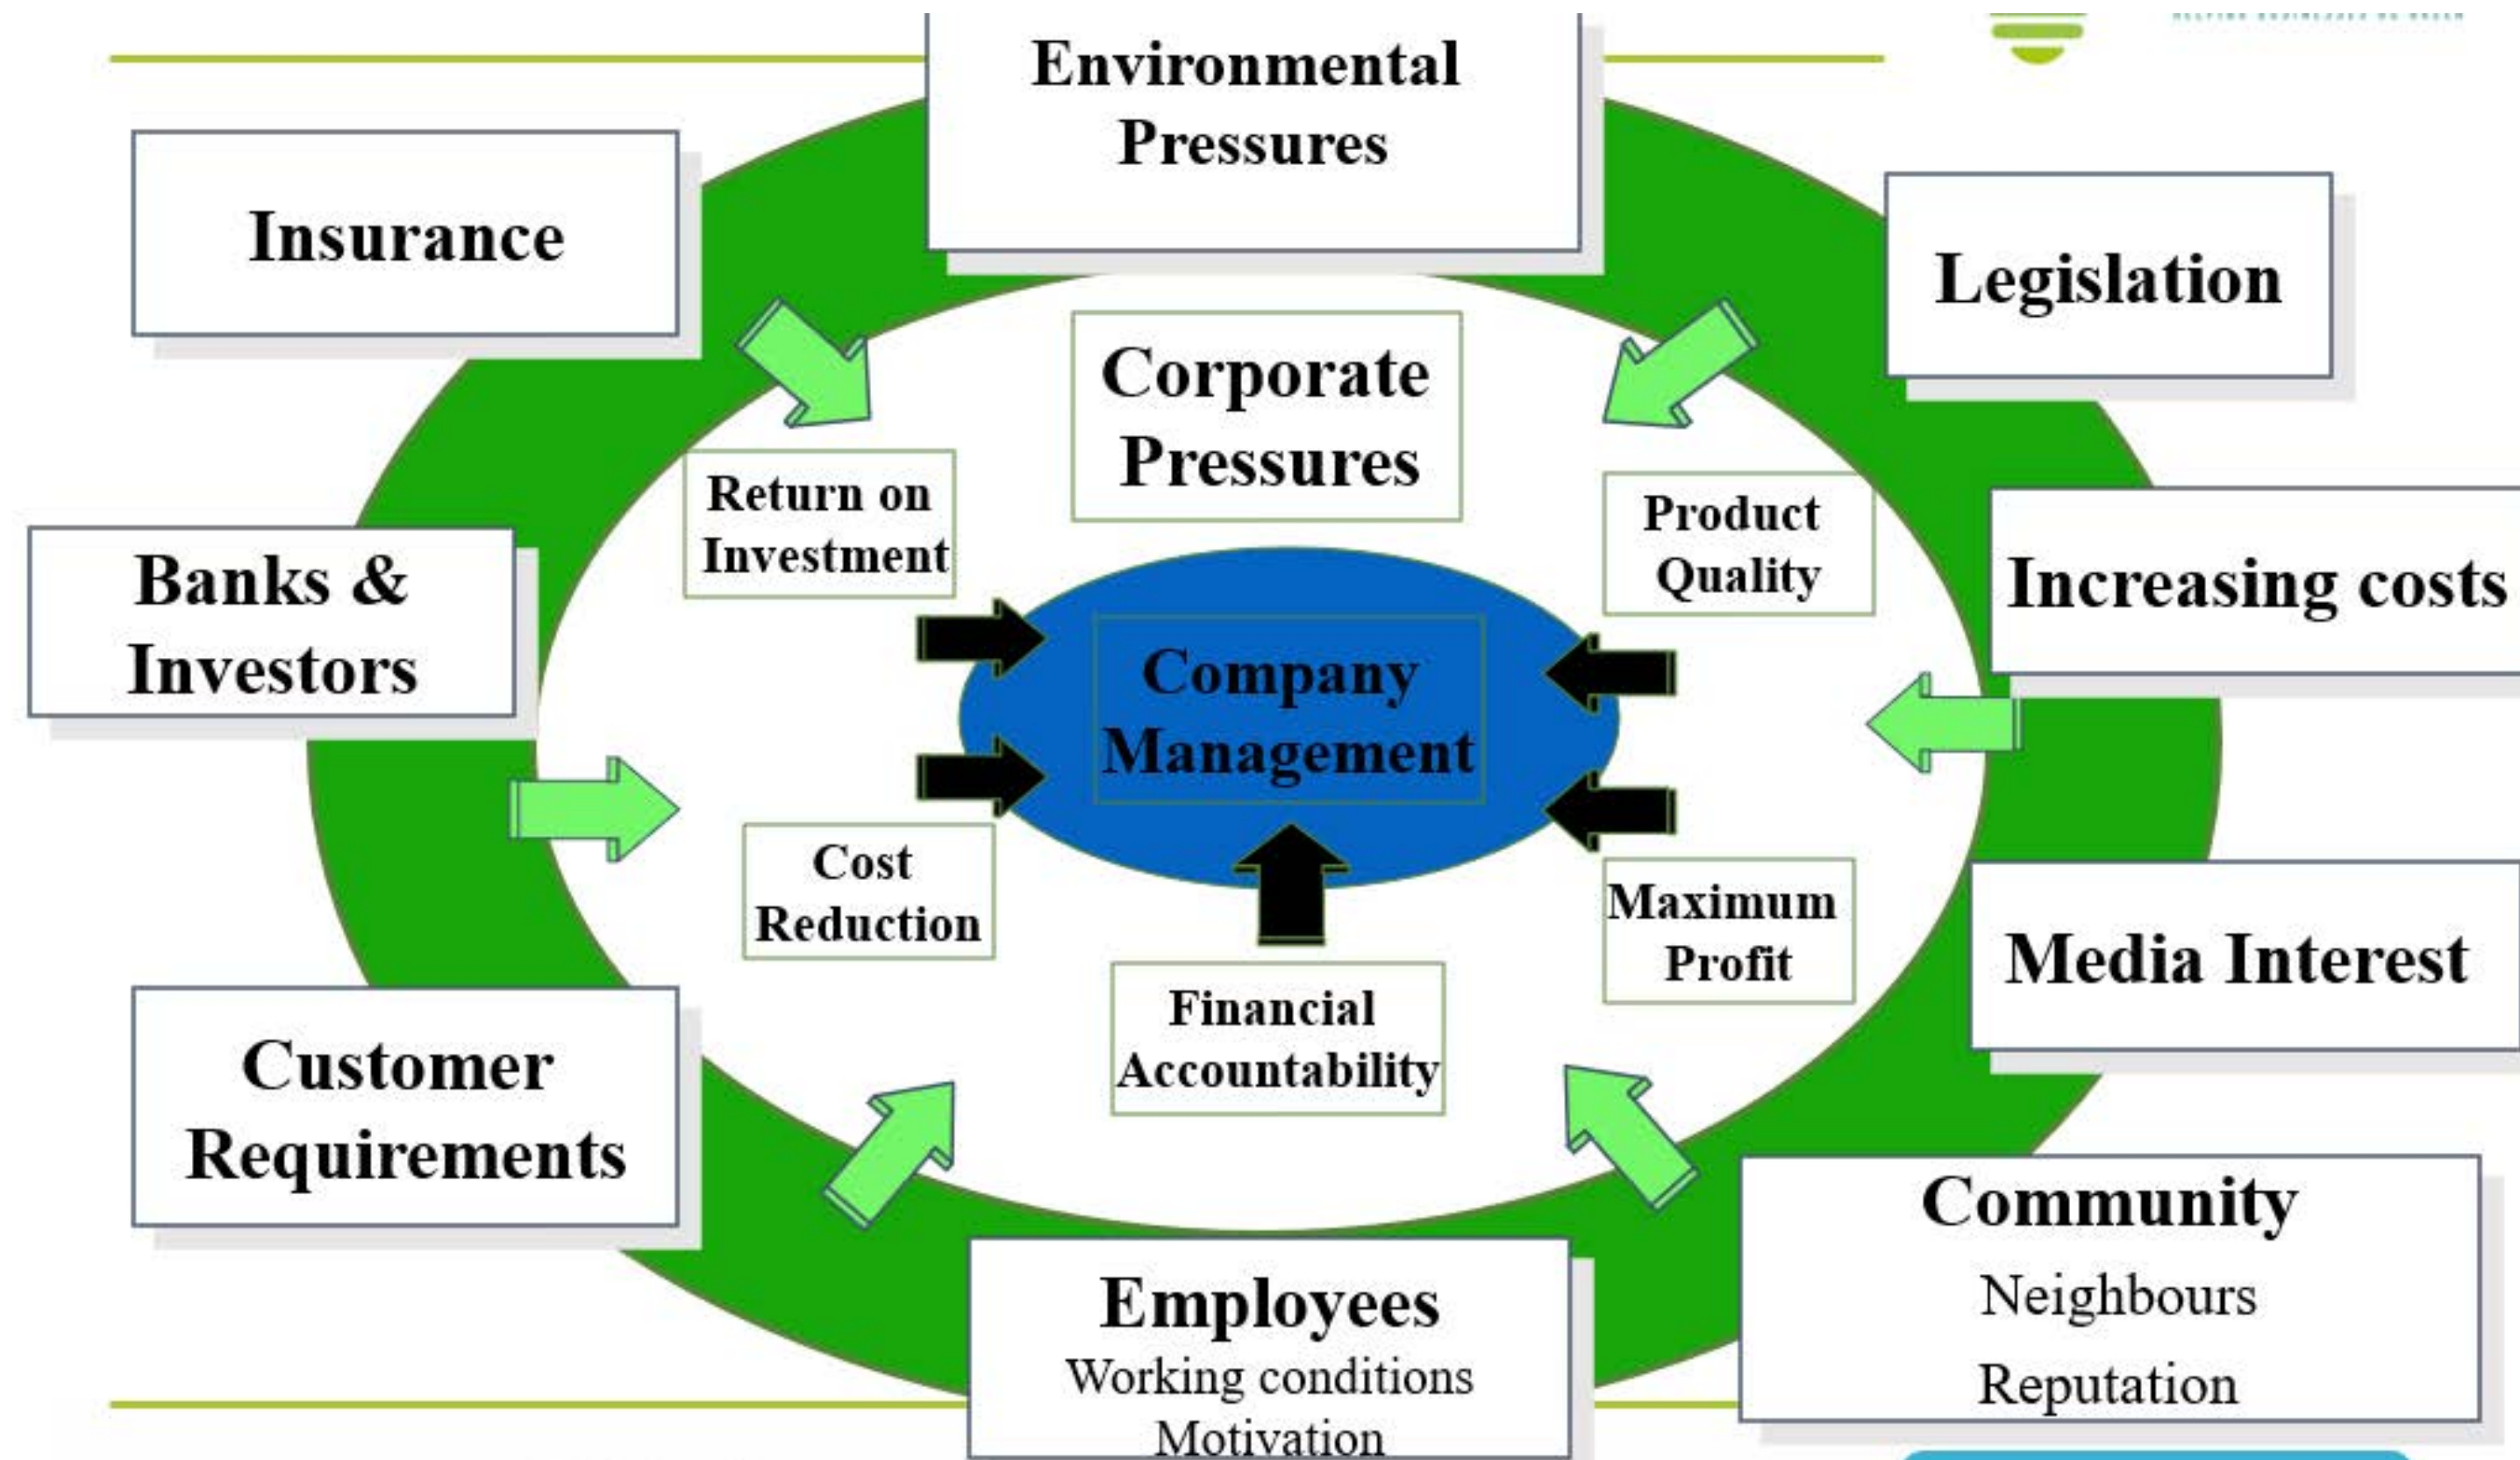 Environmental
Pressures
Insurance
Legislation
Corporate
Pressures
Return on
Investment
Product
Quality
Banks &
Investors
Increasing costs
Company
Management
Cost
Reduction
Maximum
Profit
Media Interest
Financial
Accountability
Customer
Requirements
Community
Neighbours
Reputation
Employees
Working conditions
Motivation